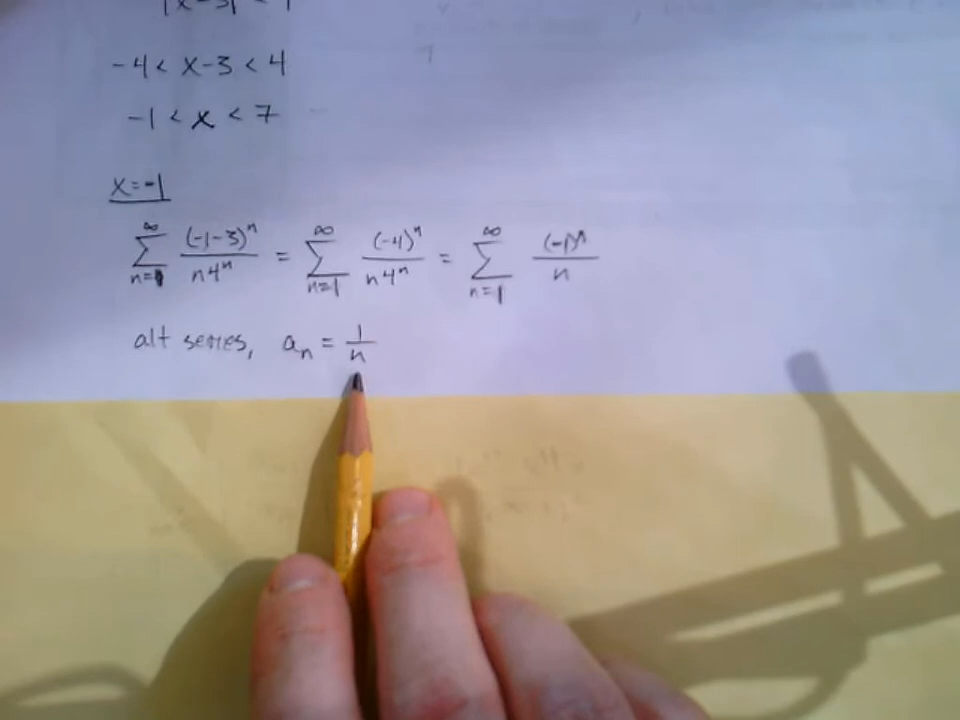 |x-3| <
-4 < x-3 < 4
-1 < x < 7
x=-1
∞ ∑ n=1 (-1-3)^n / n4^n = ∞ ∑ n=1 (-4)^n / n4^n = ∞ ∑ n=1 (-1)^n / n
alt series, a_n = 1/n